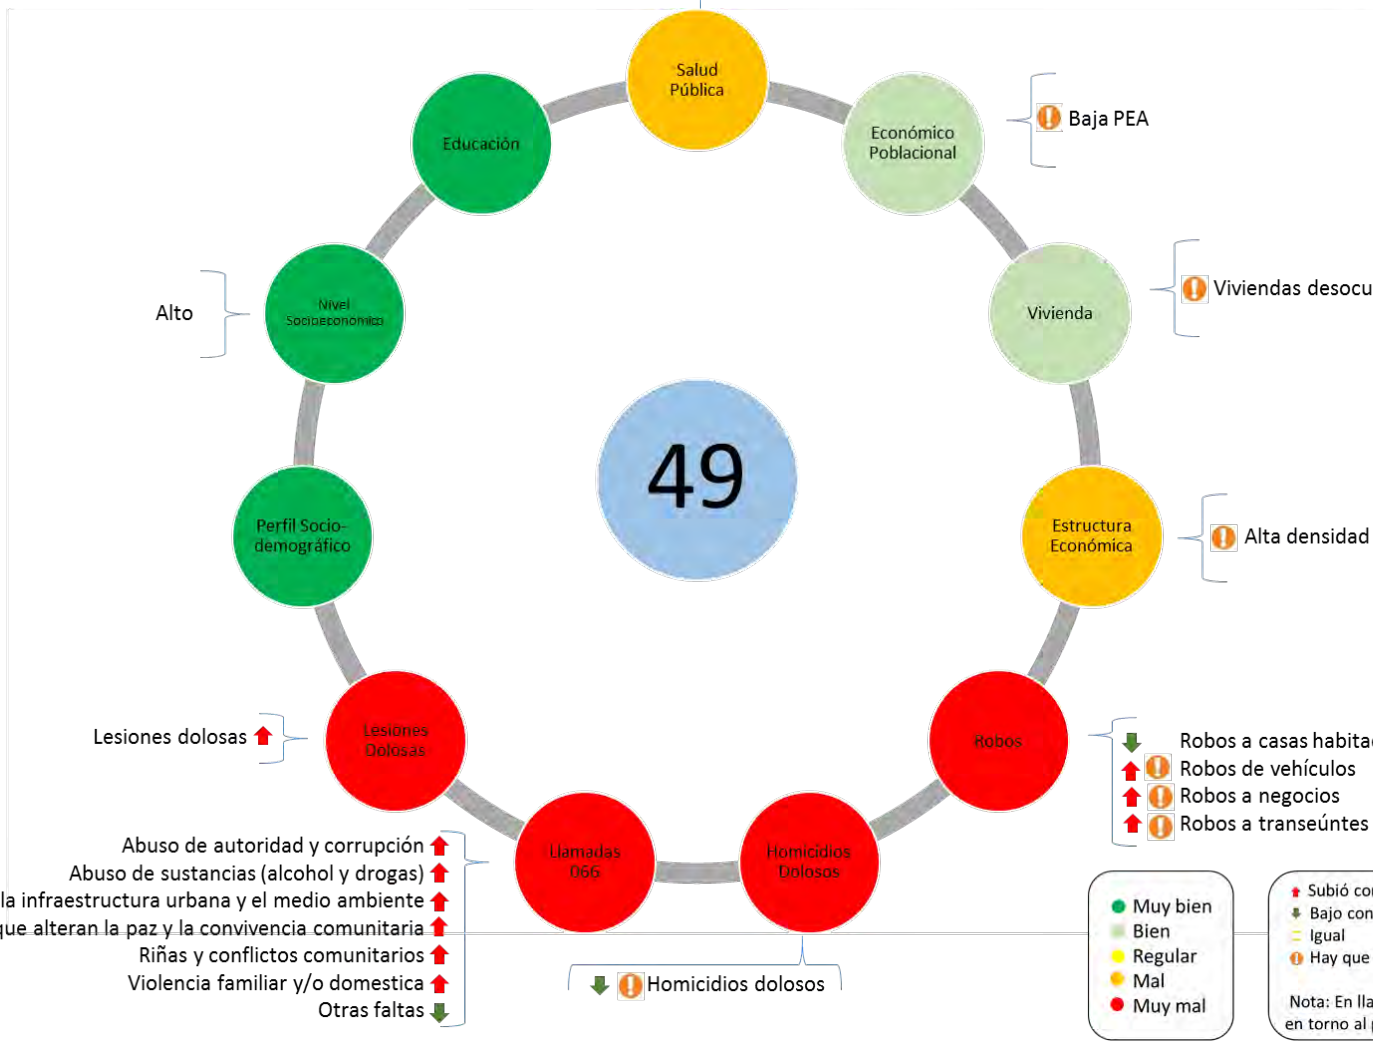 Salud
Pública
Educación
Económico
Poblacional
Baja PEA
Nivel
Socioeconómico
Alto
Vivienda
Viviendas desocu
49
Perfil Socio-
demográfico
Estructura
Económica
Alta densidad
Lesiones
Dolosas
Lesiones dolosas
Robos
Robos a casas habita
Robos de vehículos
Robos a negocios
Robos a transeúntes
Llamadas
066
Homicidios
Dolosos
Abuso de autoridad y corrupción
Abuso de sustancias (alcohol y drogas)
la infraestructura urbana y el medio ambiente
que alteran la paz y la convivencia comunitaria
Riñas y conflictos comunitarios
Violencia familiar y/o domestica
Otras faltas
Homicidios dolosos
Muy bien
Bien
Regular
Mal
Muy mal
Subió con
Bajo con
Igual
Hay que
Nota: En lla
en torno al